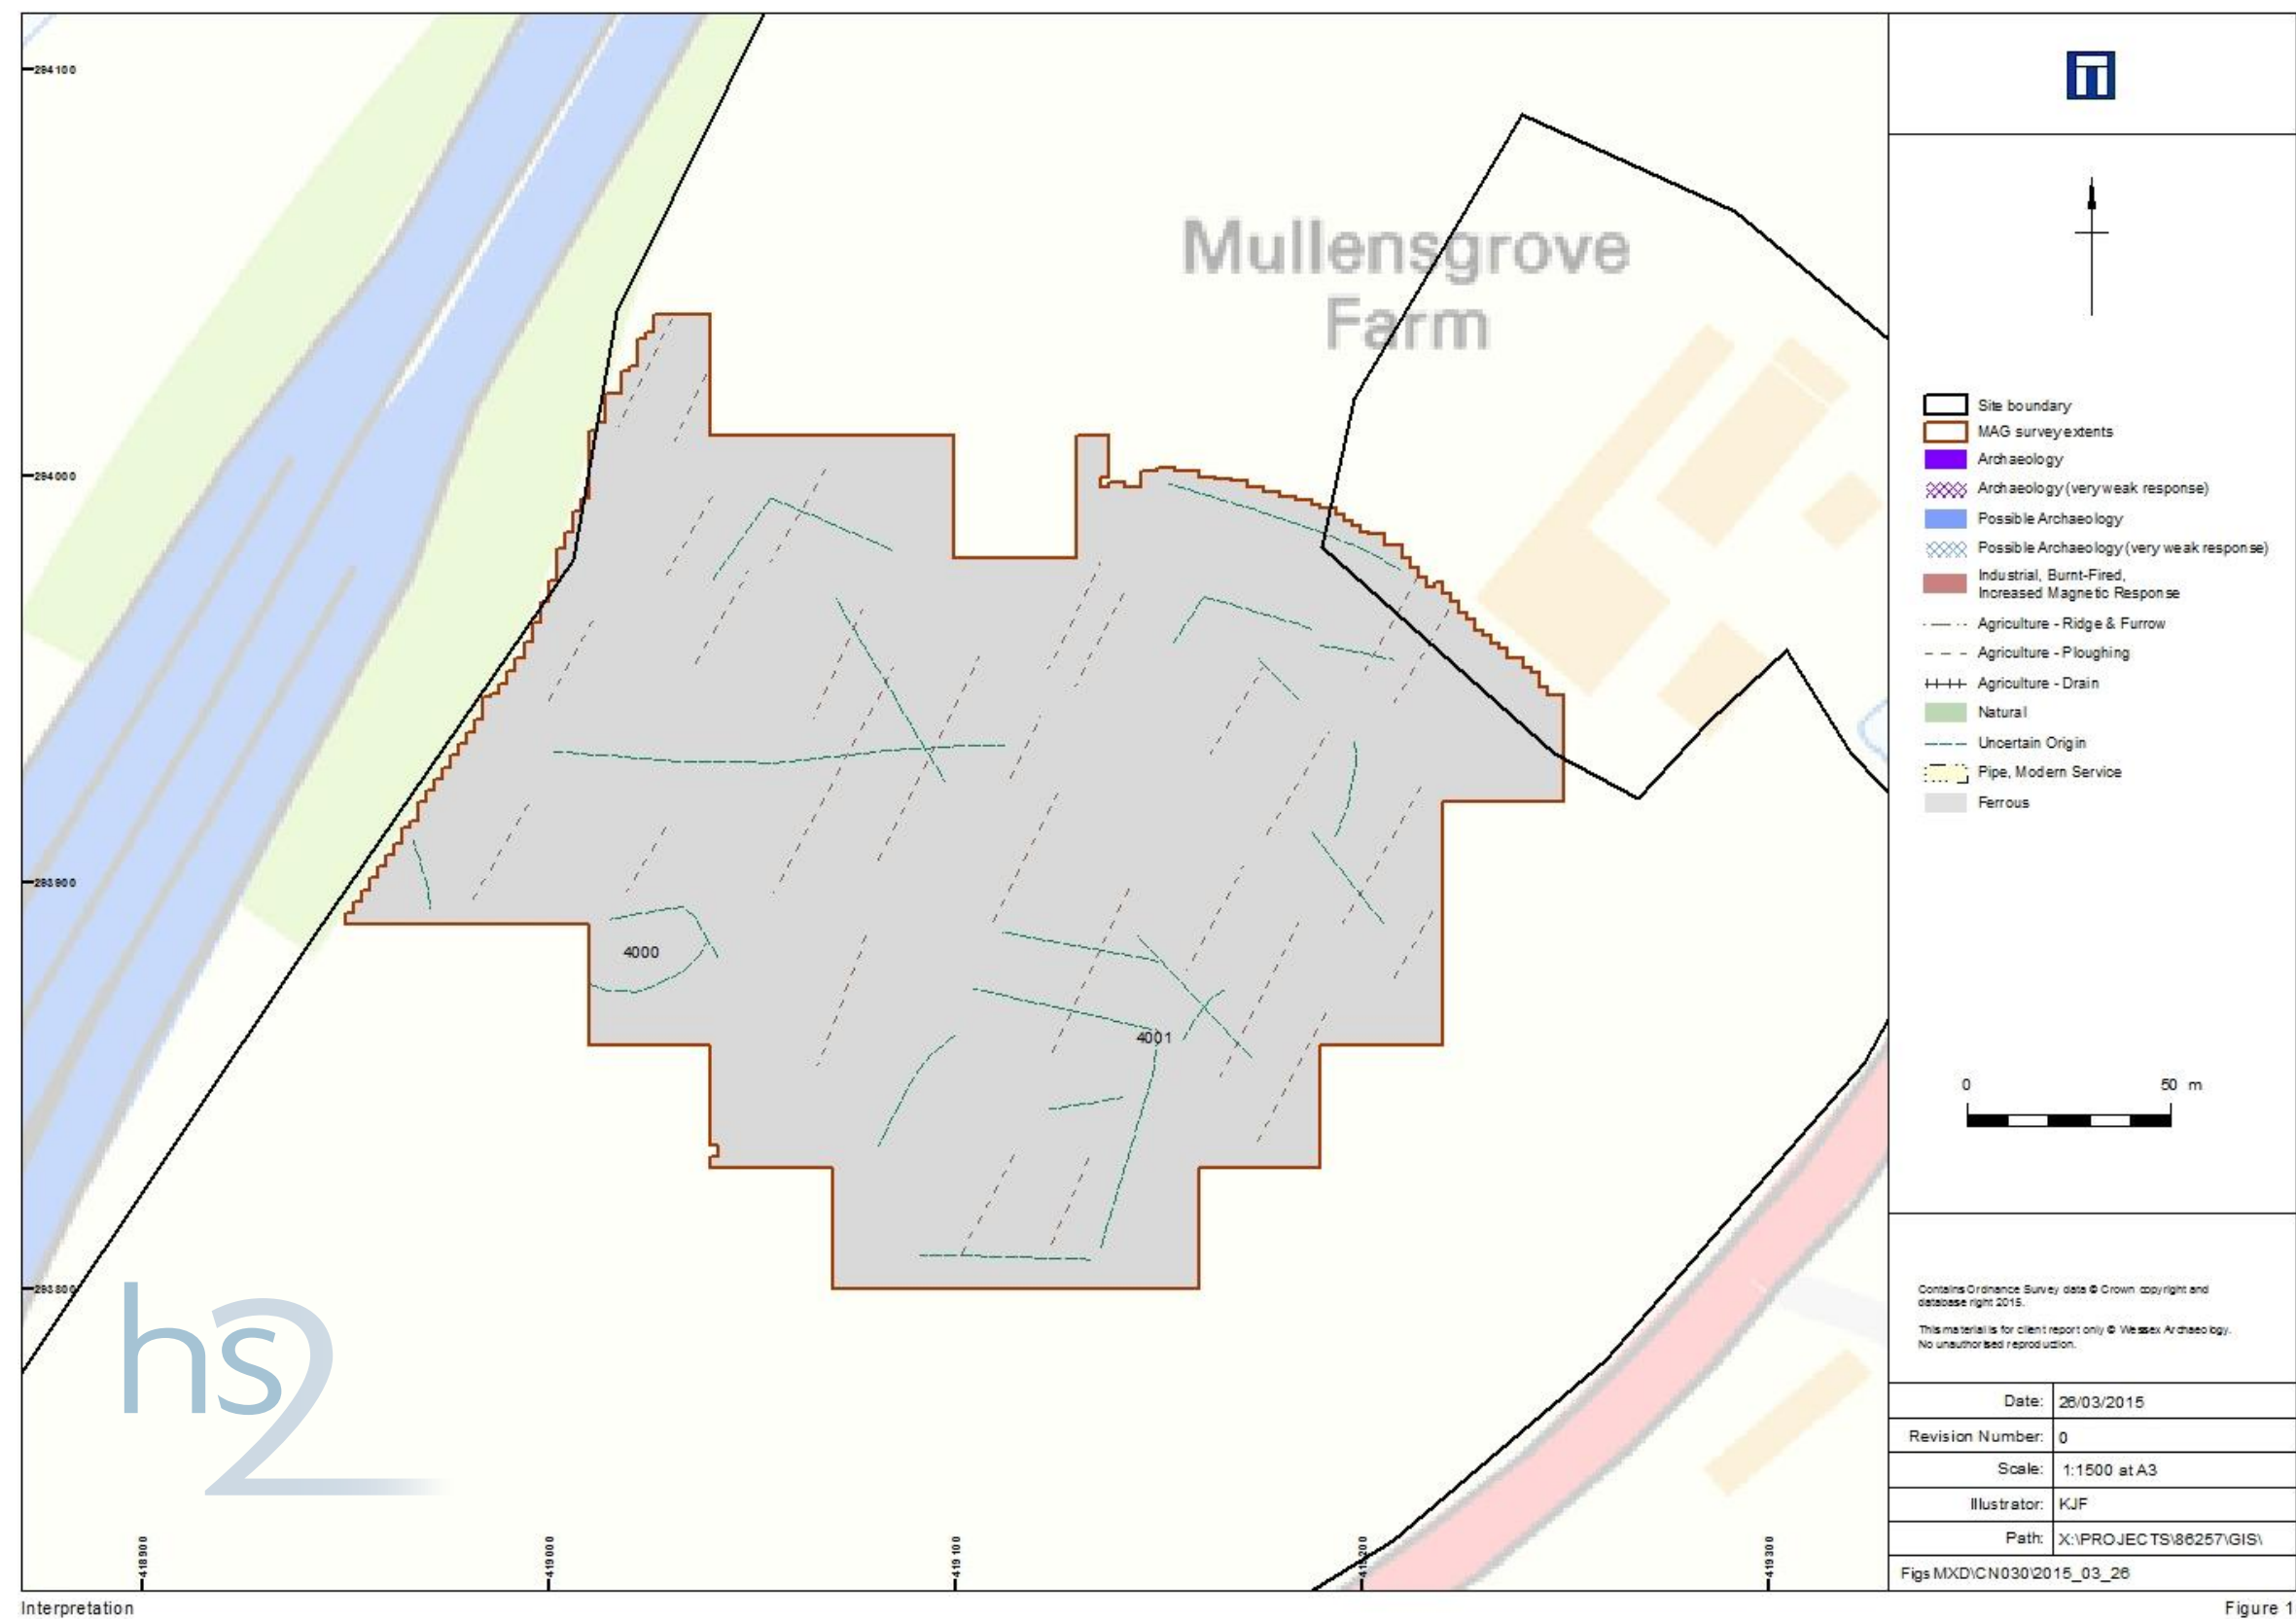 294100
294000
293900
293800
418900
419000
419100
419200
419300
Mullensgrove
Farm
4000
4001
hs2
Site boundary
MAG survey extents
Archaeology
Archaeology (very weak response)
Possible Archaeology
Possible Archaeology (very weak response)
Industrial, Burnt-Fired,
Increased Magnetic Response
Agriculture - Ridge & Furrow
Agriculture - Ploughing
Agriculture - Drain
Natural
Uncertain Origin
Pipe, Modern Service
Ferrous
0 50 m
Contains Ordnance Survey data © Crown copyright and
database right 2015.
This material is for client report only © Wessex Archaeology.
No unauthorised reproduction.
Date: 26/03/2015
Revision Number: 0
Scale: 1:1500 at A3
Illustrator: KJF
Path: X:\PROJECTS\86257\GIS\
Figs MXD\CN030\2015_03_26
Interpretation
Figure 1